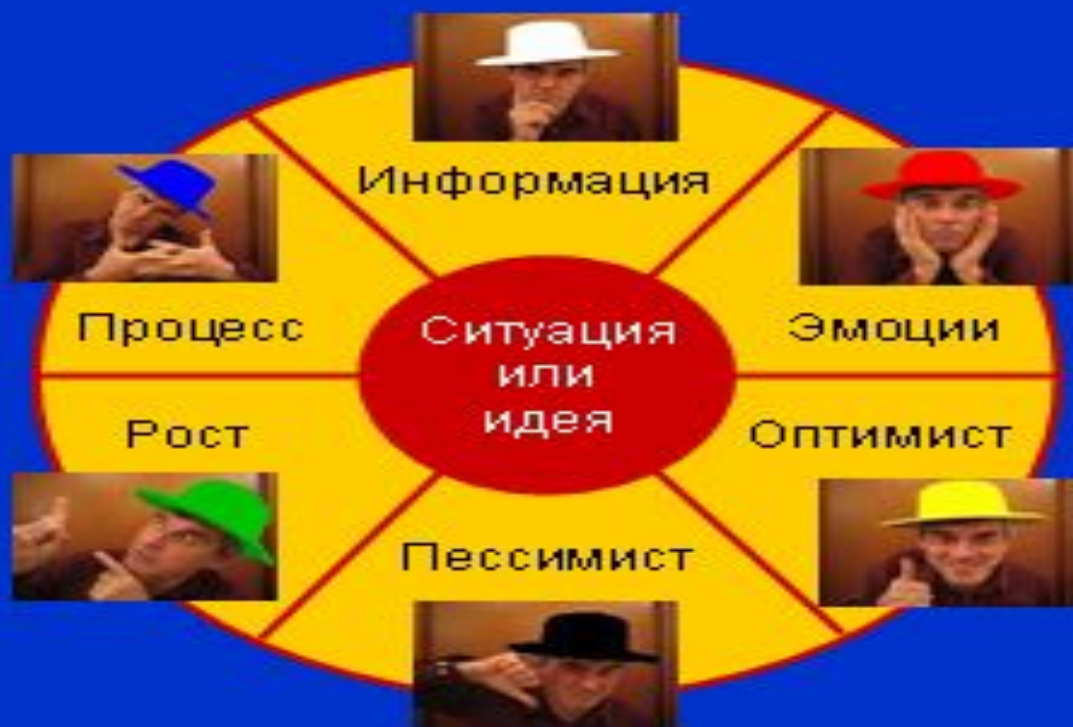 Информация
Процесс
Ситуация
или
идея
Эмоции
Рост
Оптимист
Пессимист